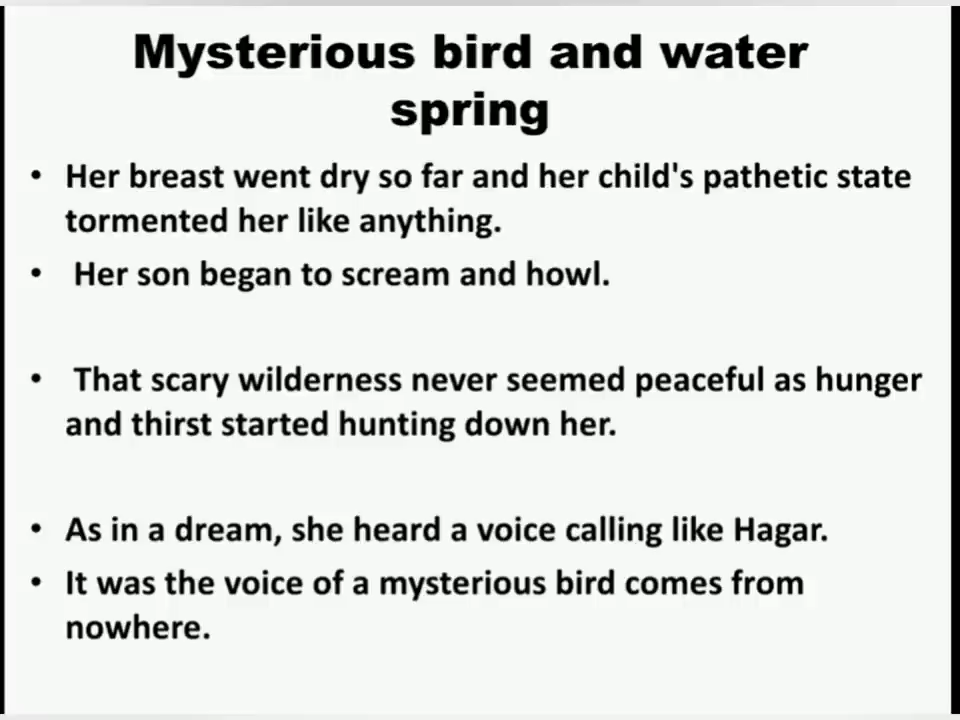 Mysterious bird and water
spring
• Her breast went dry so far and her child's pathetic state
tormented her like anything.
• Her son began to scream and howl.
• That scary wilderness never seemed peaceful as hunger
and thirst started hunting down her.
• As in a dream, she heard a voice calling like Hagar.
• It was the voice of a mysterious bird comes from
nowhere.